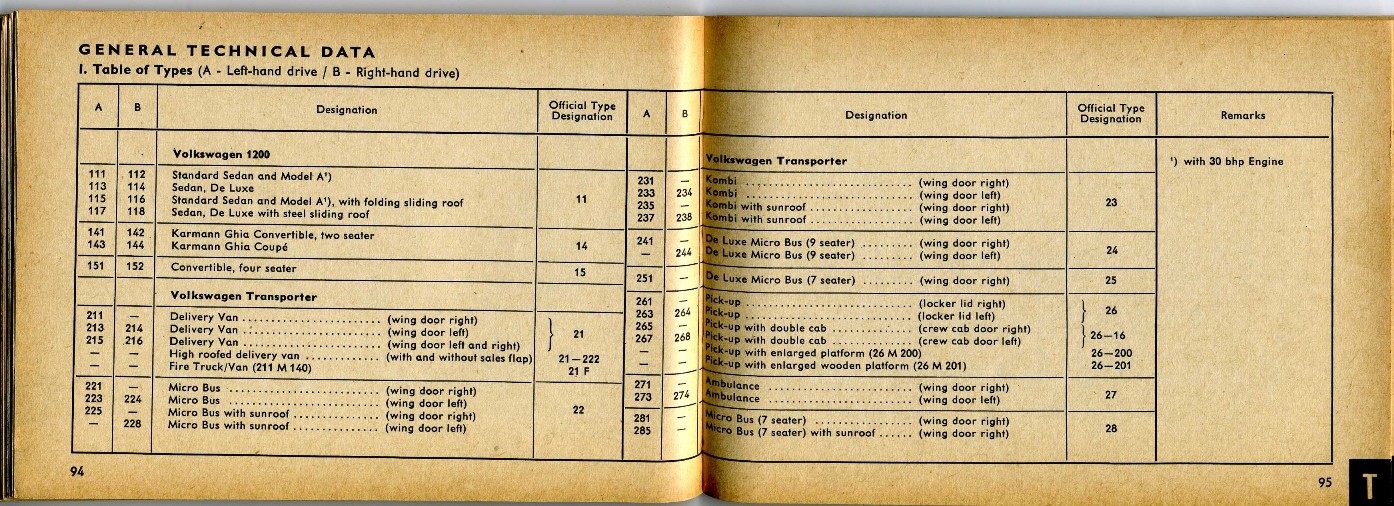 GENERAL TECHNICAL DATA
I. Table of Types (A - Left-hand drive / B - Right-hand drive)
A B Designation Official Type Designation
Volkswagen 1200
111 112 Standard Sedan and Model A¹)
113 114 Sedan, De Luxe
115 116 Standard Sedan and Model A¹), with folding sliding roof 11
117 118 Sedan, De Luxe with steel sliding roof
141 142 Karmann Ghia Convertible, two seater
143 144 Karmann Ghia Coupé 14
151 152 Convertible, four seater 15
Volkswagen Transporter
211 — Delivery Van ........................ (wing door right)
213 214 Delivery Van ........................ (wing door left) } 21
215 216 Delivery Van ........................ (wing door left and right)
— — High roofed delivery van ............ (with and without sales flap) 21—222
— — Fire Truck/Van (211 M 140) 21 F
221 — Micro Bus ........................... (wing door right)
223 224 Micro Bus ........................... (wing door left)
225 — Micro Bus with sunroof .............. (wing door right) 22
— 228 Micro Bus with sunroof .............. (wing door left)
94
A B Designation Official Type Designation Remarks
Volkswagen Transporter ¹) with 30 bhp Engine
231 — Kombi ............................. (wing door right)
233 234 Kombi ............................. (wing door left)
235 — Kombi with sunroof ................ (wing door right) 23
237 238 Kombi with sunroof ................ (wing door left)
241 — De Luxe Micro Bus (9 seater) ......... (wing door right)
— 244 De Luxe Micro Bus (9 seater) ......... (wing door left) 24
251 — De Luxe Micro Bus (7 seater) ......... (wing door right) 25
261 — Pick-up ............................. (locker lid right)
263 264 Pick-up ............................. (locker lid left) } 26
265 — Pick-up with double cab .............. (crew cab door right)
267 268 Pick-up with double cab .............. (crew cab door left) } 26—16
— — Pick-up with enlarged platform (26 M 200) 26—200
— — Pick-up with enlarged wooden platform (26 M 201) 26—201
271 — Ambulance ......................... (wing door right)
273 274 Ambulance ......................... (wing door left) 27
281 — Micro Bus (7 seater) ................ (wing door right)
285 — Micro Bus (7 seater) with sunroof ...... (wing door right) 28
95
T